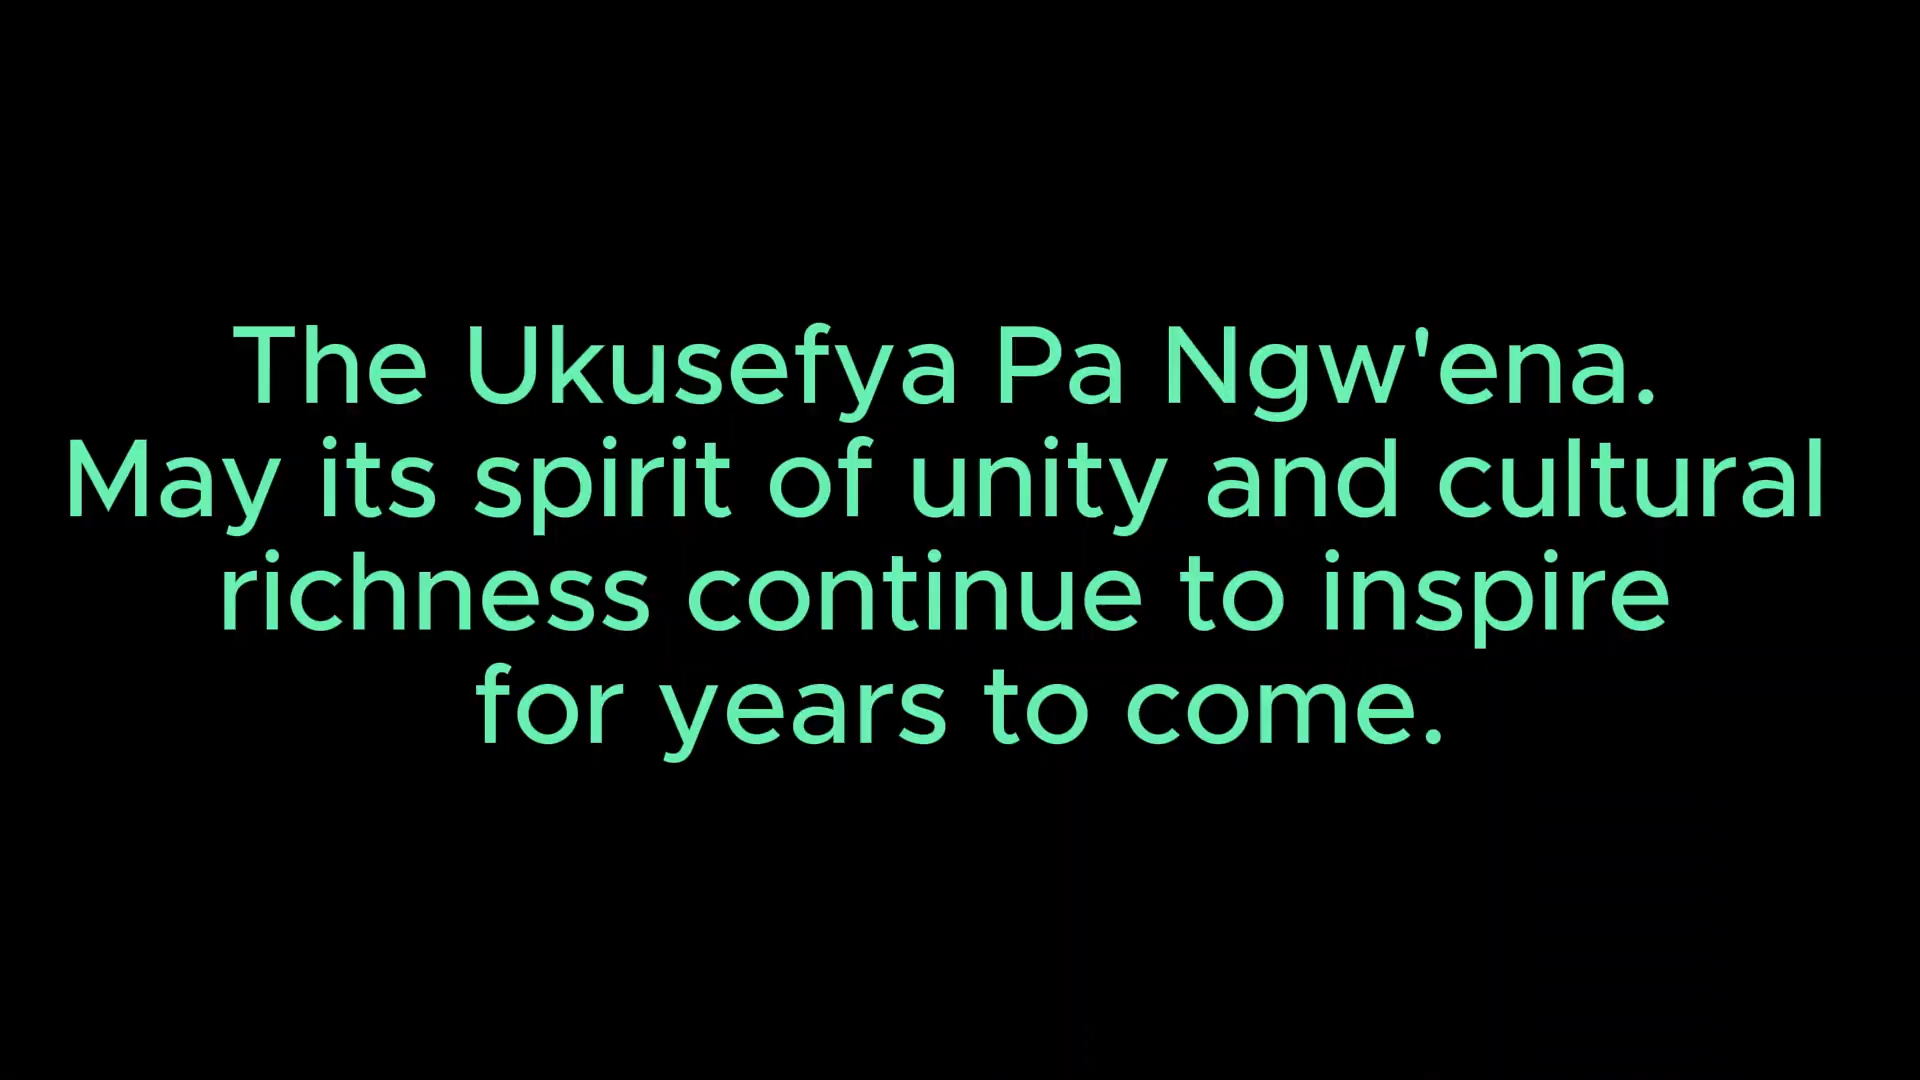 The Ukusefya Pa Ngw'ena.
May its spirit of unity and cultural
richness continue to inspire
for years to come.